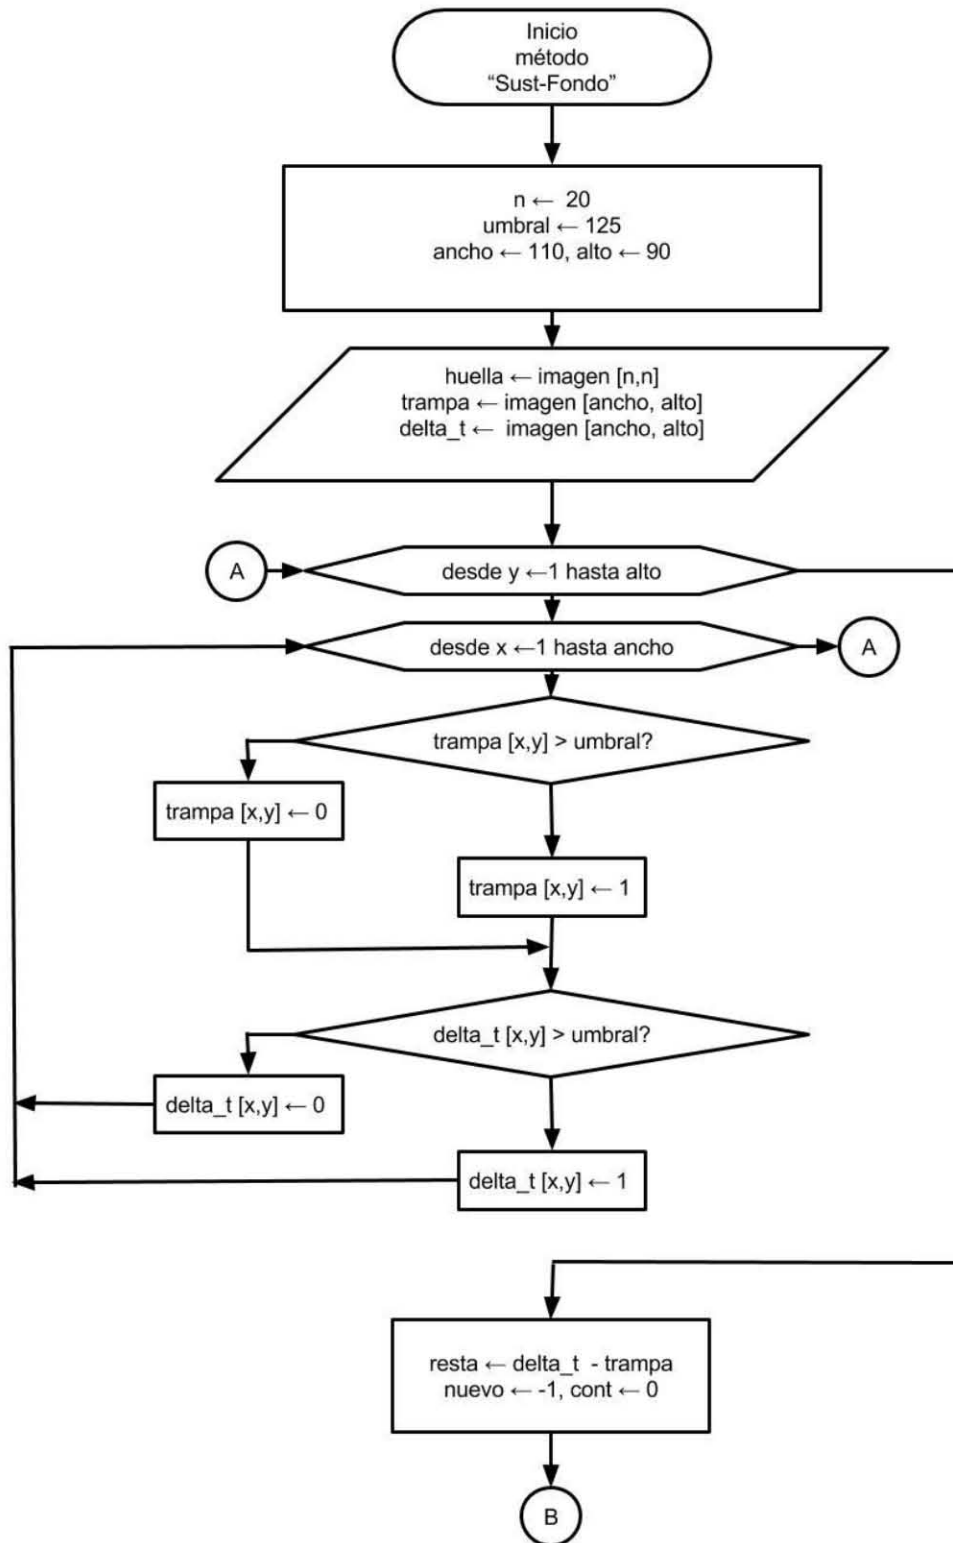 Inicio
método
“Sust-Fondo”
n ← 20
umbral ← 125
ancho ← 110, alto ← 90
huella ← imagen [n,n]
trampa ← imagen [ancho, alto]
delta_t ← imagen [ancho, alto]
A
desde y ←1 hasta alto
desde x ←1 hasta ancho
A
trampa [x,y] > umbral?
trampa [x,y] ← 0
trampa [x,y] ← 1
delta_t [x,y] > umbral?
delta_t [x,y] ← 0
delta_t [x,y] ← 1
resta ← delta_t - trampa
nuevo ← -1, cont ← 0
B